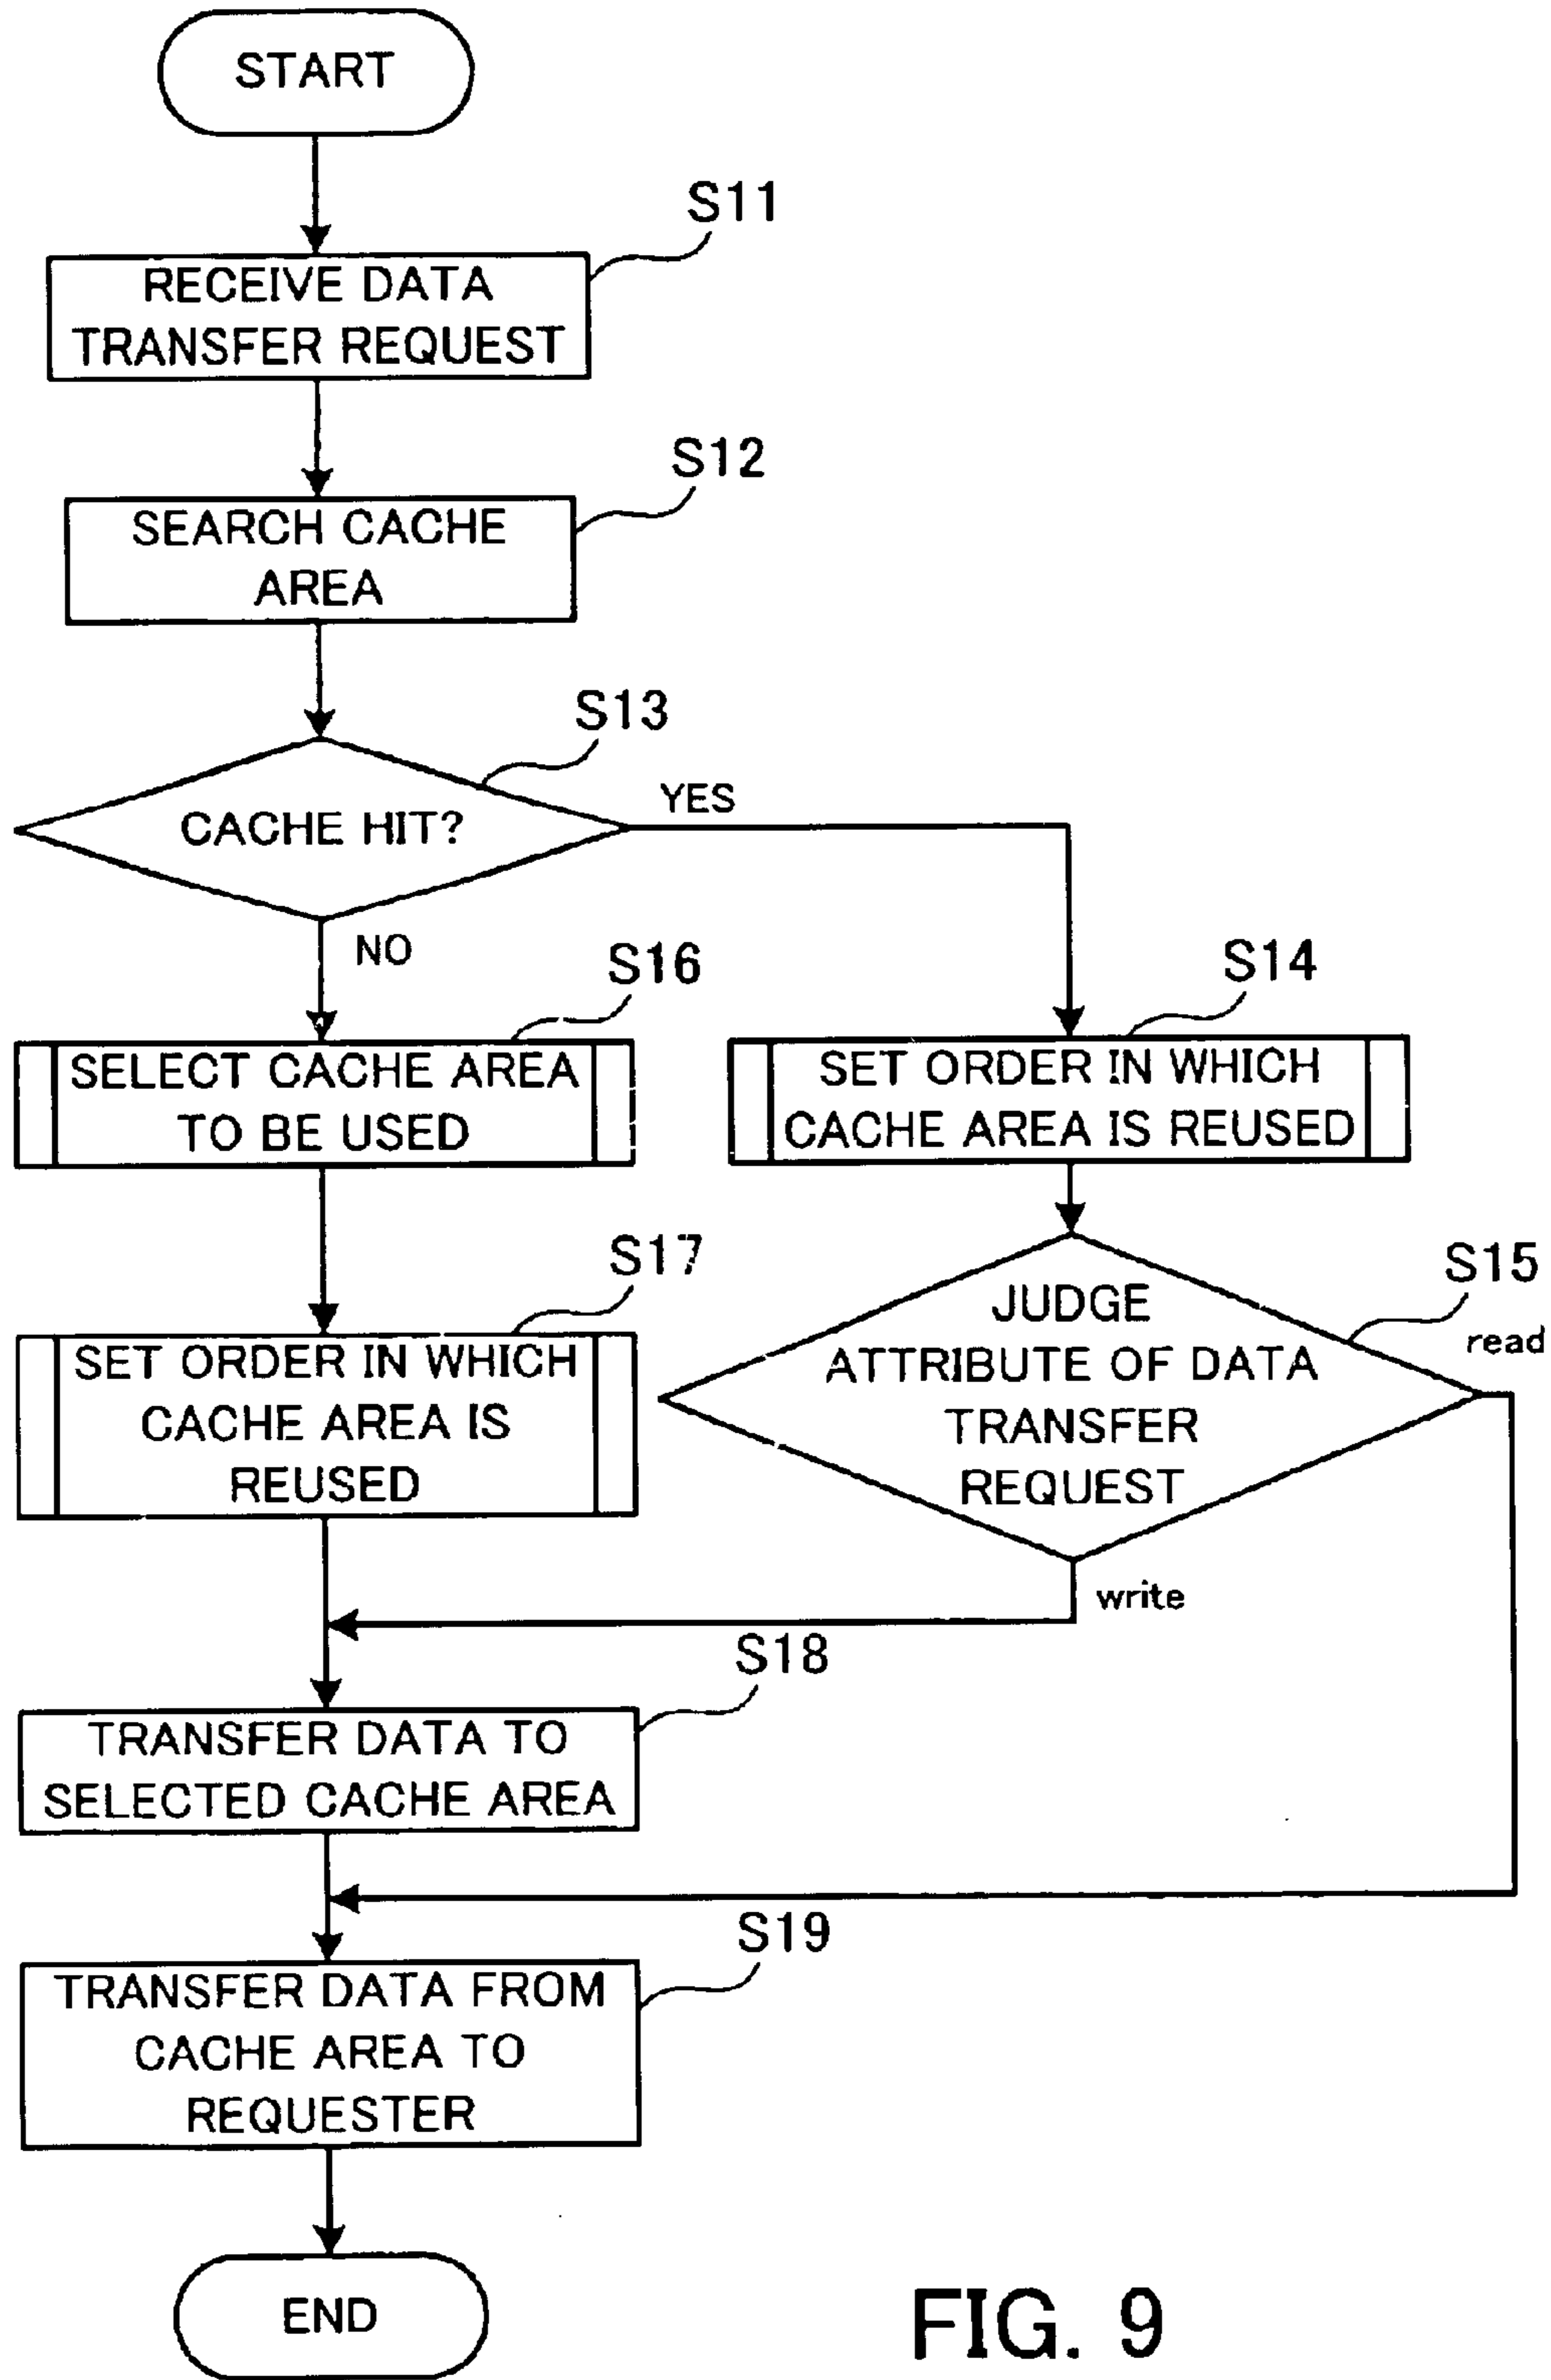 START
S11
RECEIVE DATA
TRANSFER REQUEST
S12
SEARCH CACHE
AREA
S13
CACHE HIT?
YES
NO
S16
SELECT CACHE AREA
TO BE USED
S14
SET ORDER IN WHICH
CACHE AREA IS REUSED
S17
SET ORDER IN WHICH
CACHE AREA IS
REUSED
S15
JUDGE
ATTRIBUTE OF DATA
TRANSFER
REQUEST
read
write
S18
TRANSFER DATA TO
SELECTED CACHE AREA
S19
TRANSFER DATA FROM
CACHE AREA TO
REQUESTER
END
FIG. 9